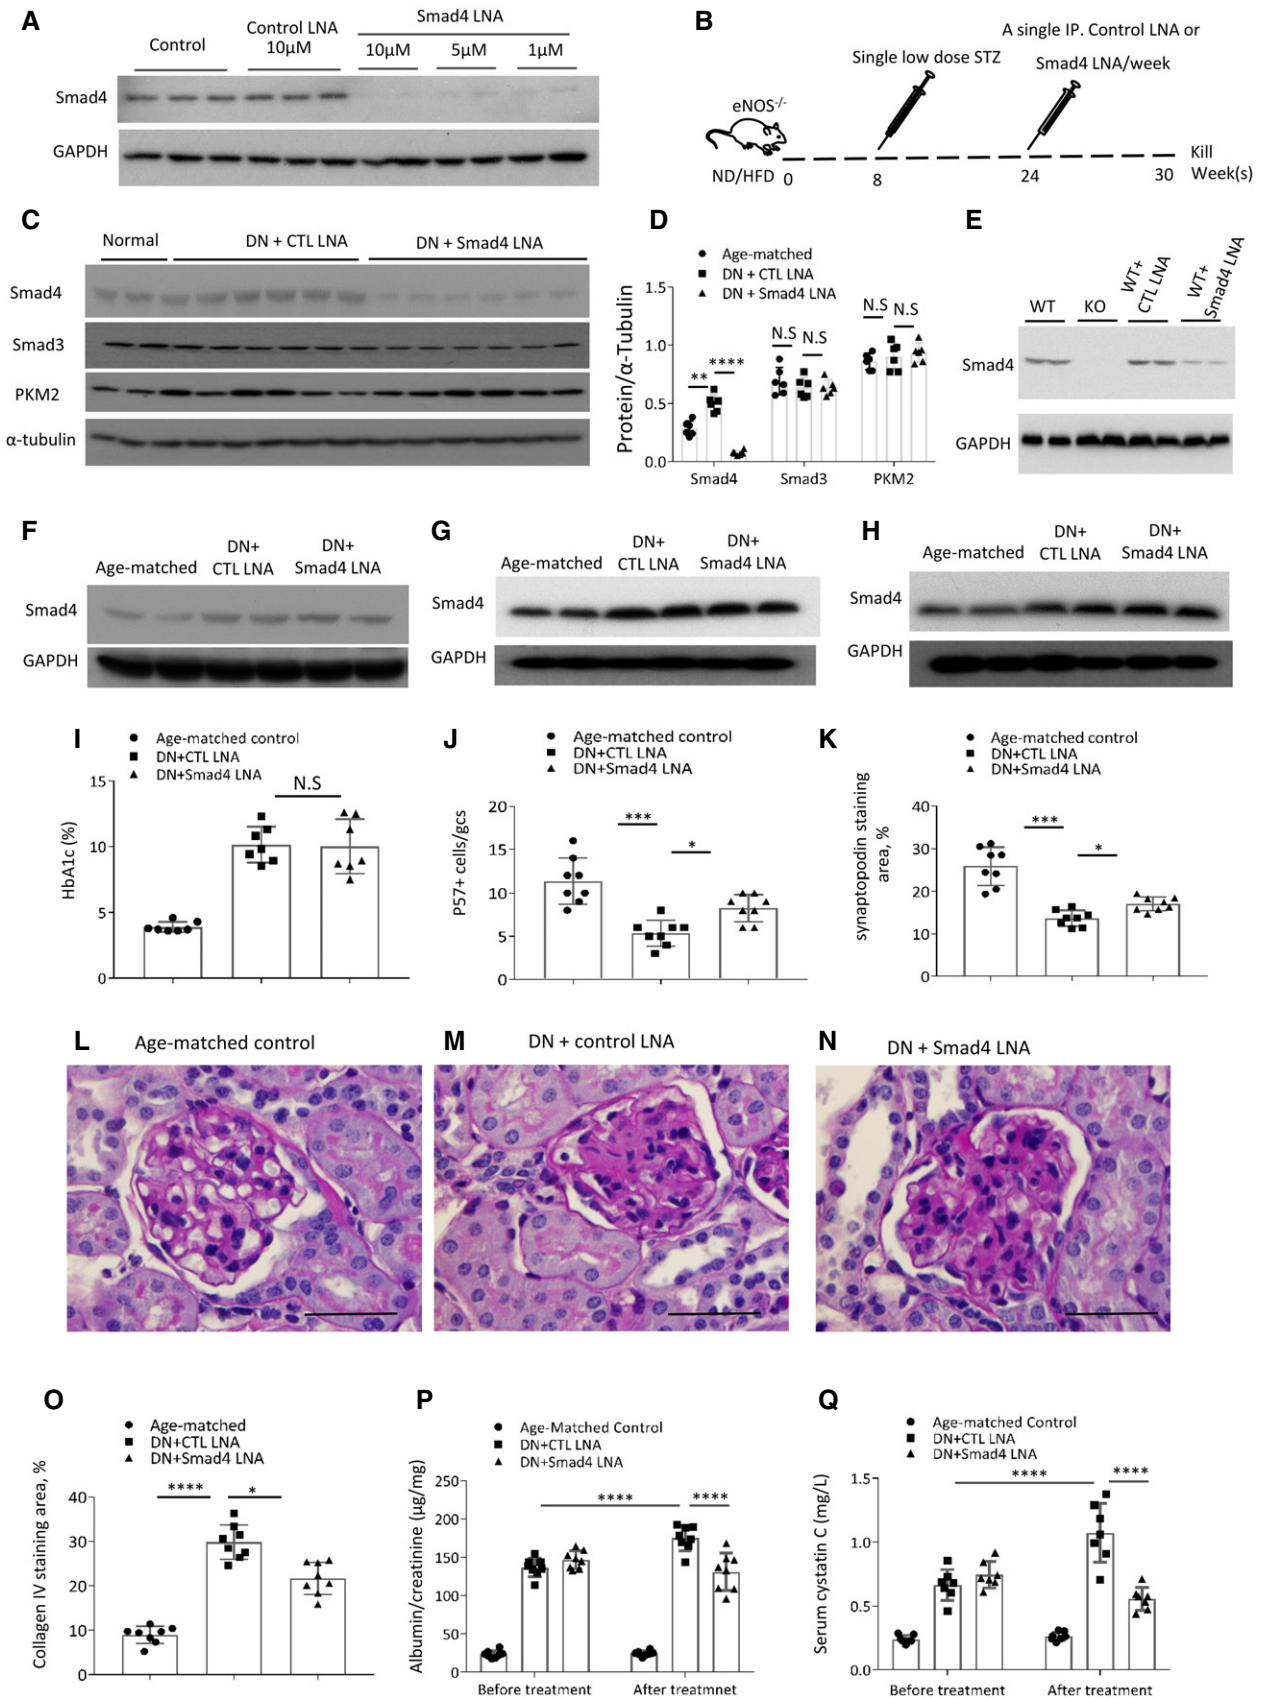 A
Smad4 LNA
Control
Control LNA
10µM
10µM
5µM
1µM
Smad4
GAPDH
B
A single IP. Control LNA or
Smad4 LNA/week
Single low dose STZ
eNOS-/-
ND/HFD
0
8
24
30
Kill
Week(s)
C
Normal
DN + CTL LNA
DN + Smad4 LNA
Smad4
Smad3
PKM2
α-tubulin
D
Age-matched
DN + CTL LNA
DN + Smad4 LNA
Protein/α-Tubulin
1.5
1.0
0.5
0.0
**
****
N.S
N.S
N.S
N.S
Smad4
Smad3
PKM2
E
WT
KO
WT+
CTL LNA
WT+
Smad4 LNA
Smad4
GAPDH
F
Age-matched
DN+
CTL LNA
DN+
Smad4 LNA
Smad4
GAPDH
G
Age-matched
DN+
CTL LNA
DN+
Smad4 LNA
Smad4
GAPDH
H
Age-matched
DN+
CTL LNA
DN+
Smad4 LNA
Smad4
GAPDH
I
Age-matched control
DN+CTL LNA
DN+Smad4 LNA
HbA1c (%)
15
10
5
0
N.S
J
Age-matched control
DN+CTL LNA
DN+Smad4 LNA
P57+ cells/gcs
20
15
10
5
0
***
*
K
Age-matched control
DN+CTL LNA
DN+Smad4 LNA
synaptopodin staining
area, %
40
30
20
10
0
***
*
L
Age-matched control
M
DN + control LNA
N
DN + Smad4 LNA
O
Age-matched
DN+CTL LNA
DN+Smad4 LNA
Collagen IV staining area, %
40
30
20
10
0
****
*
P
Age-Matched Control
DN+CTL LNA
DN+Smad4 LNA
Albumin/creatinine (µg/mg)
250
200
150
100
50
0
****
****
Before treatment
After treatmnet
Q
Age-matched Control
DN+CTL LNA
DN+Smad4 LNA
Serum cystatin C (mg/L)
1.5
1.0
0.5
0.0
****
****
Before treatment
After treatment